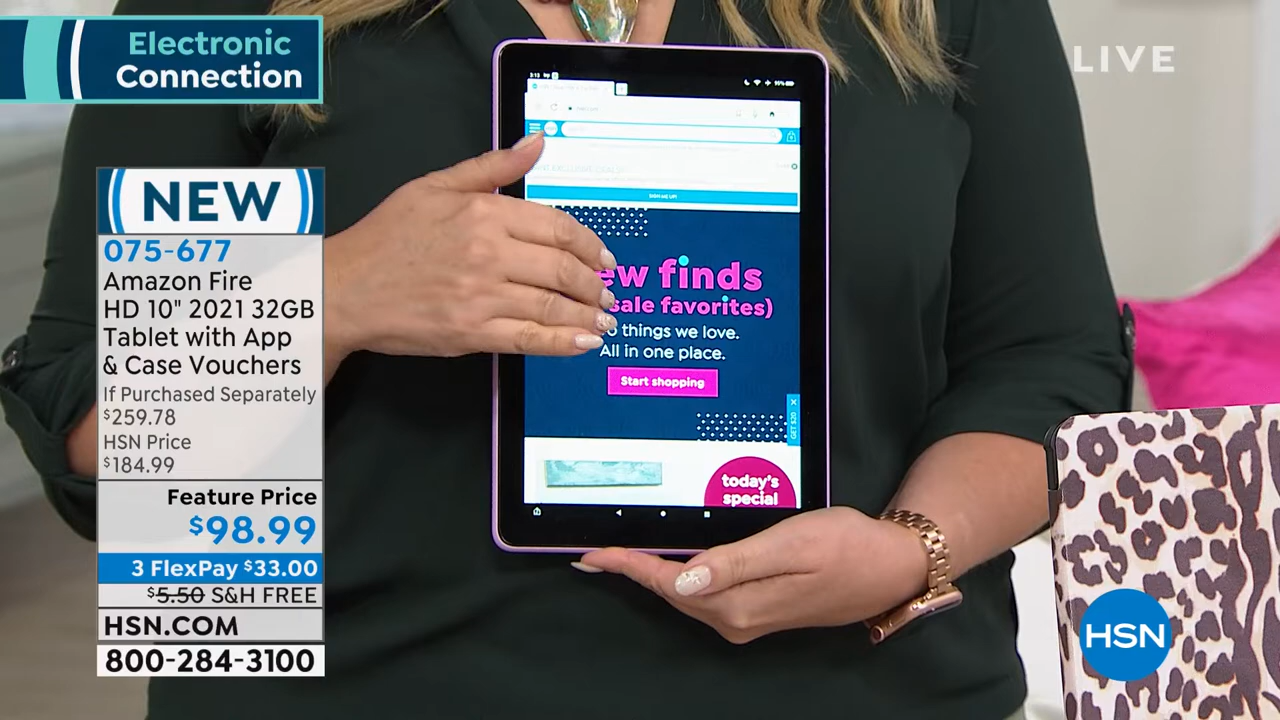 Electronic
Connection
LIVE
NEW
075-677
Amazon Fire
HD 10" 2021 32GB
Tablet with App
& Case Vouchers
If Purchased Separately
$259.78
HSN Price
$184.99
Feature Price
$98.99
3 FlexPay $33.00
$5.50 S&H FREE
HSN.COM
800-284-3100
finds
sale favorites)
things we love.
All in one place.
Start shopping
GET $20
today's
special
HSN